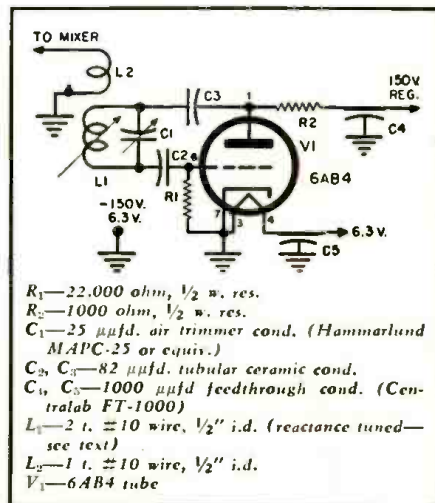 TO MIXER
L2
C3
1
R2
150V.
REG.
C4
V1
6AB4
C1
L1
C2
6
R1
7
3
4
-150V.
6.3V.
6.3V.
C5
R₁—22,000 ohm, 1/2 w. res.
R₂—1000 ohm, 1/2 w. res.
C₁—25 μμfd. air trimmer cond. (Hammarlund
MAPC-25 or equiv.)
C₂, C₃—82 μμfd. tubular ceramic cond.
C₄, C₅—1000 μμfd feedthrough cond. (Cen-
tralab FT-1000)
L₁—2 t. #10 wire, 1/2" i.d. (reactance tuned—
see text)
L₂—1 t. #10 wire, 1/2" i.d.
V₁—6AB4 tube